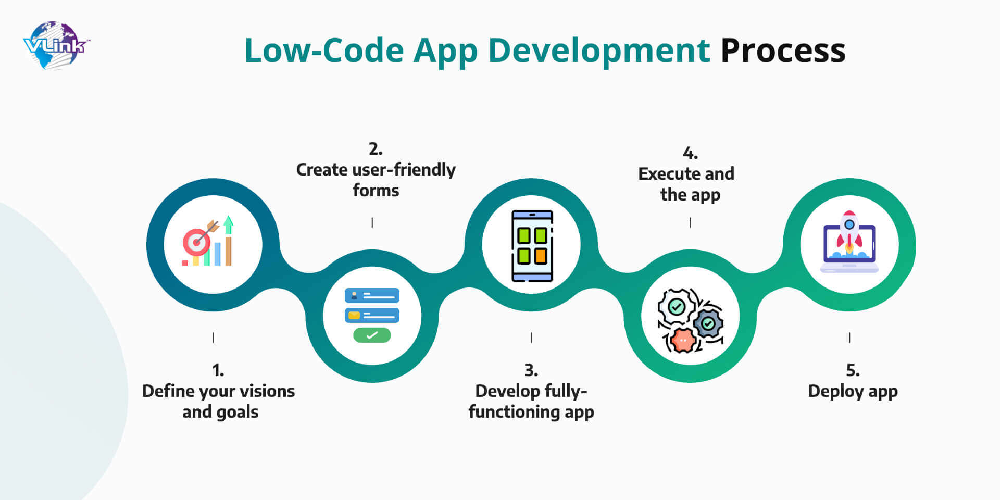 VLink™
Low-Code App Development Process
1.
Define your visions
and goals
2.
Create user-friendly
forms
3.
Develop fully-
functioning app
4.
Execute and
the app
5.
Deploy app